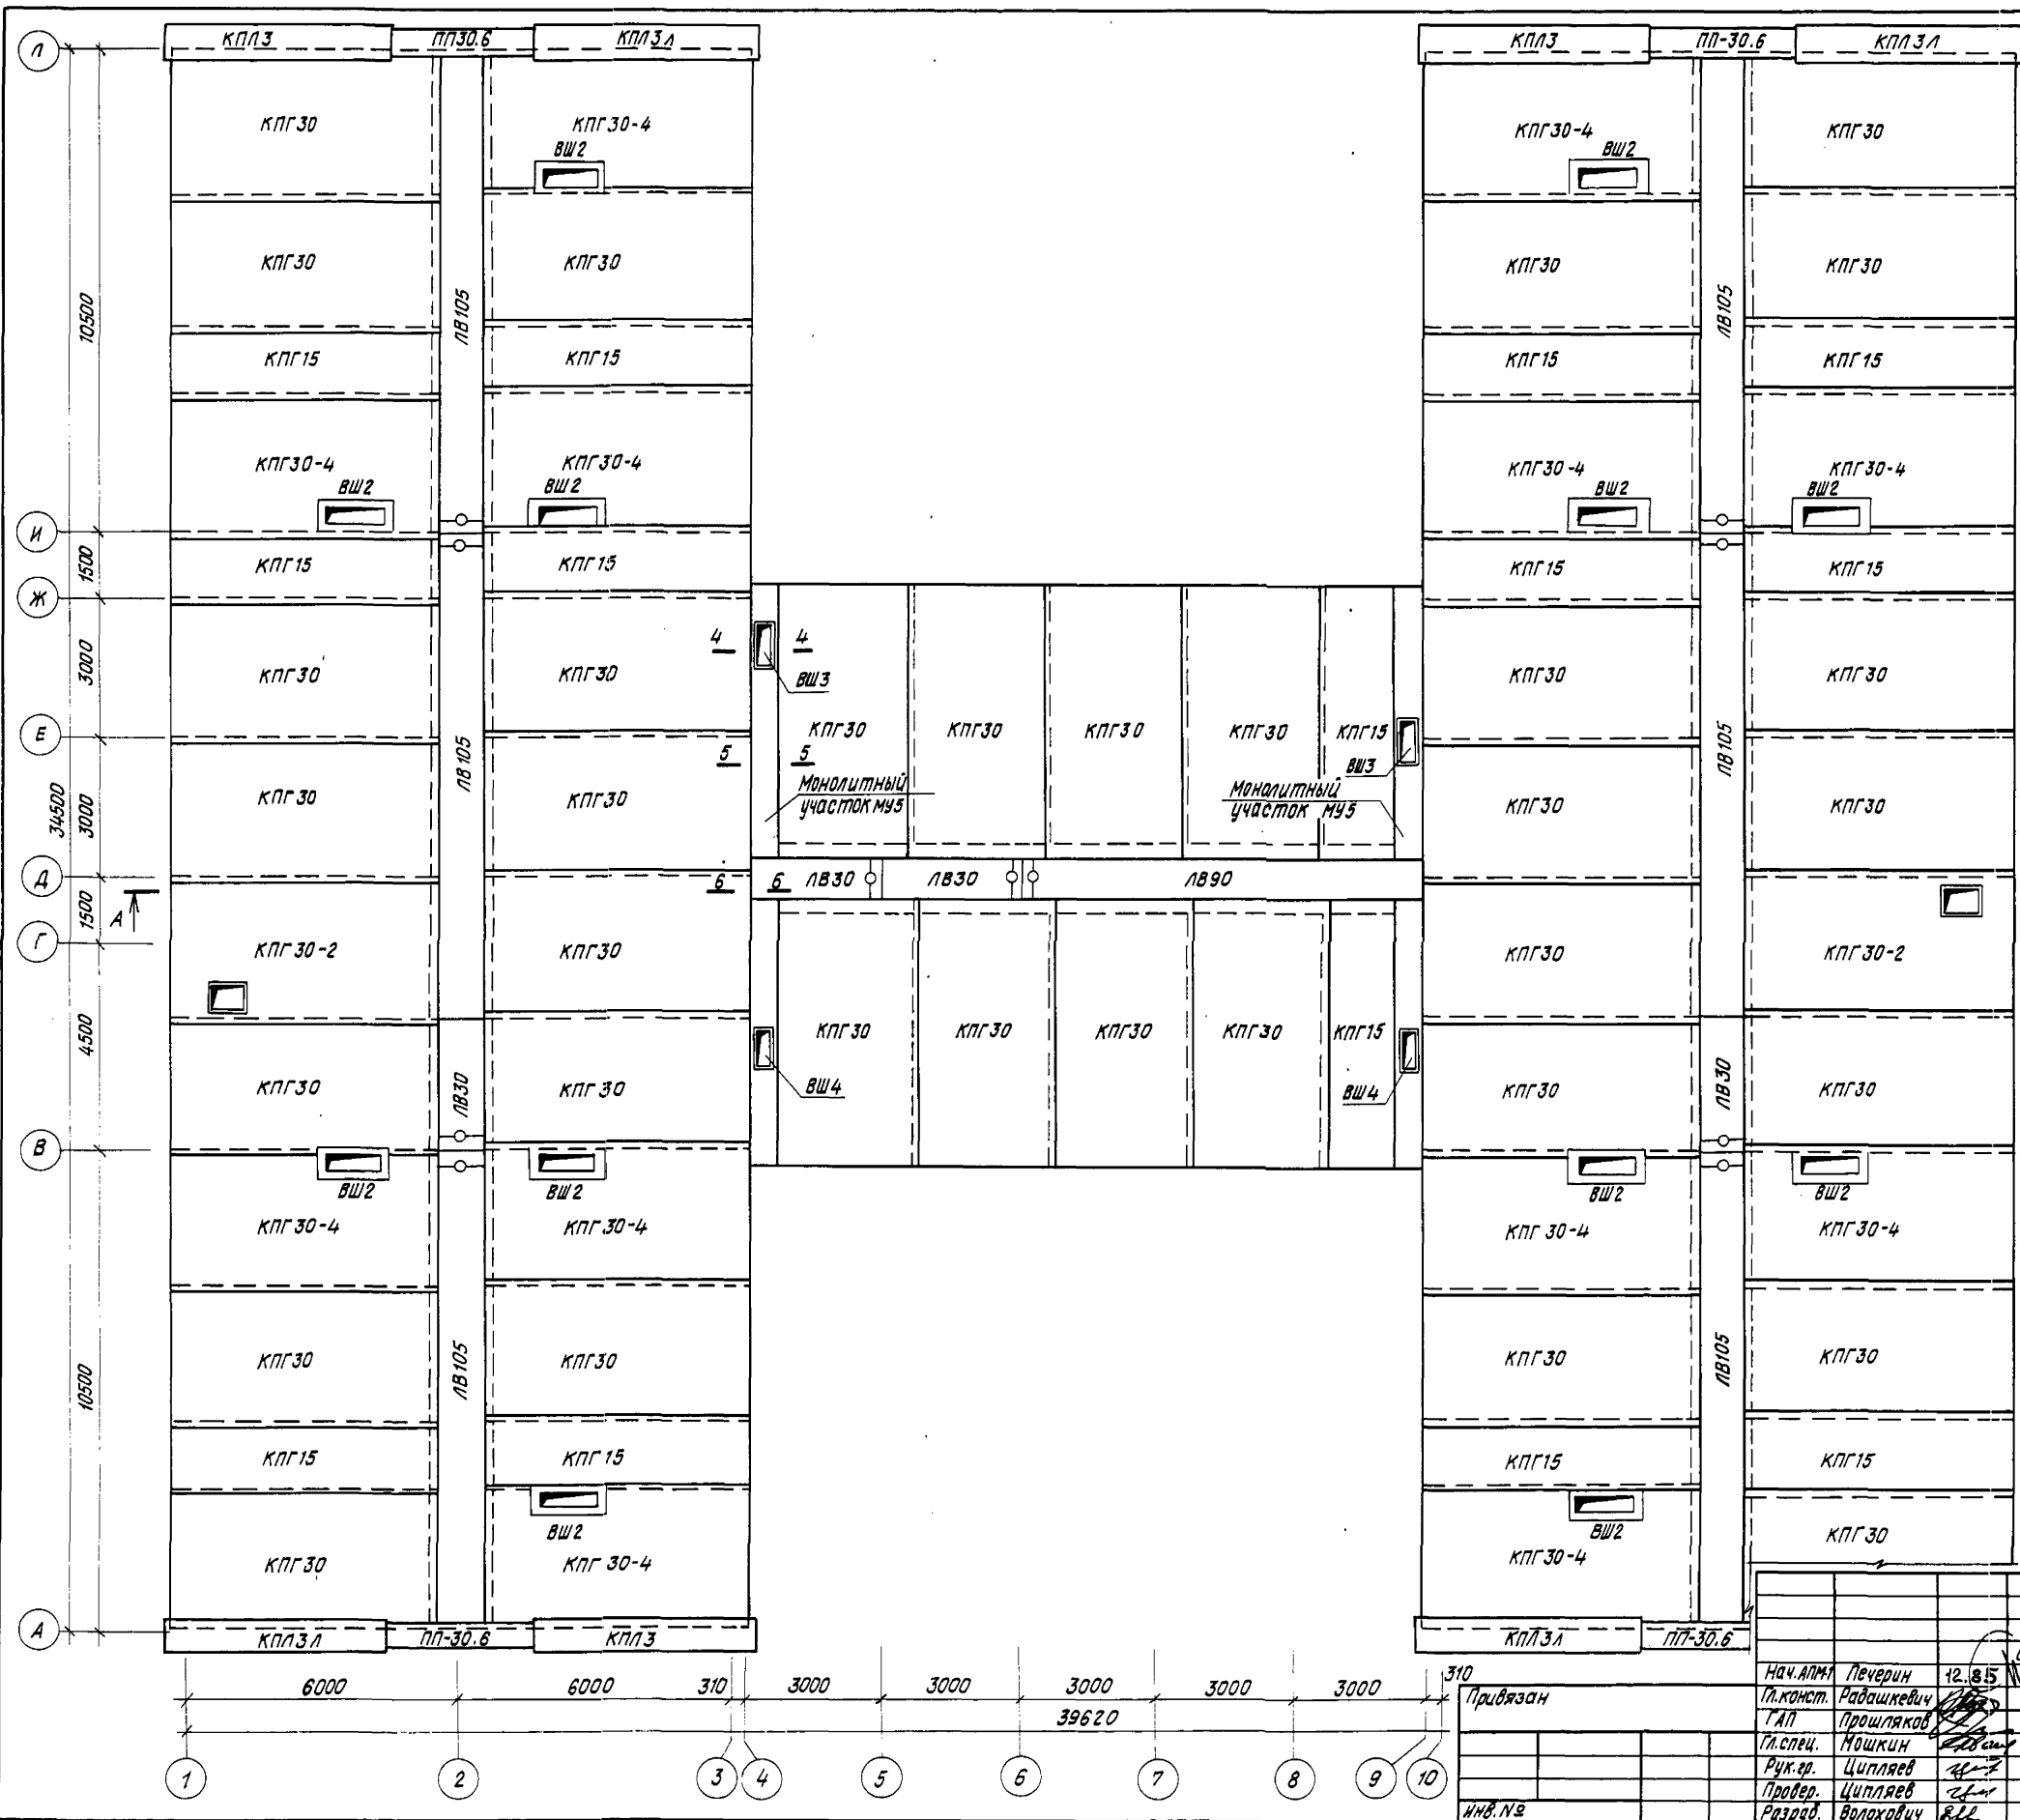 Л КПЛ3 ПП30.6 КПЛ3Л КПЛ3 ПП-30.6 КПЛ3Л
КПГ30 КПГ30-4 КПГ30-4 КПГ30
ВШ2 ВШ2
КПГ30 КПГ30 КПГ30 КПГ30
10500 ЛВ105 ЛВ105
КПГ15 КПГ15 КПГ15 КПГ15
КПГ30-4 КПГ30-4 КПГ30-4 КПГ30-4
ВШ2 ВШ2 ВШ2 ВШ2
И
1500 КПГ15 КПГ15 КПГ15 КПГ15
Ж
3000 КПГ30 КПГ30 4 4 КПГ30 КПГ30
ВШ3
Е КПГ30 КПГ30 КПГ30 КПГ30 КПГ15
ЛВ105 5 5 ВШ3 ЛВ105
34500 3000 КПГ30 КПГ30 КПГ30 КПГ30
Монолитный
участок МУ5
Монолитный
участок МУ5
Д 6 6 ЛВ30 ЛВ30 ЛВ90
1500 А
Г КПГ30-2 КПГ30 КПГ30 КПГ30-2
4500 КПГ30 КПГ30 КПГ30 КПГ30 КПГ15
КПГ30 ЛВ30 КПГ30 ВШ4 ВШ4 КПГ30 ЛВ30 КПГ30
В
ВШ2 ВШ2 ВШ2 ВШ2
КПГ30-4 КПГ30-4 КПГ30-4 КПГ30-4
10500 КПГ30 ЛВ105 КПГ30 КПГ30 ЛВ105 КПГ30
КПГ15 КПГ15 КПГ15 КПГ15
ВШ2 ВШ2
КПГ30 КПГ30-4 КПГ30-4 КПГ30
А КПЛ3Л ПП-30.6 КПЛ3 КПЛ3Л ПП-30.6
6000 6000 310 3000 3000 3000 3000 3000 310
39620
1 2 3 4 5 6 7 8 9 10
Привязан
Инв. №
Нач.АПМ-1 Печерин 12.85
Гл.конст. Радашкевич
ГАП Прошляков
Гл.спец. Мошкин
Рук.гр. Ципляев
Провер. Ципляев
Разраб. Волохович